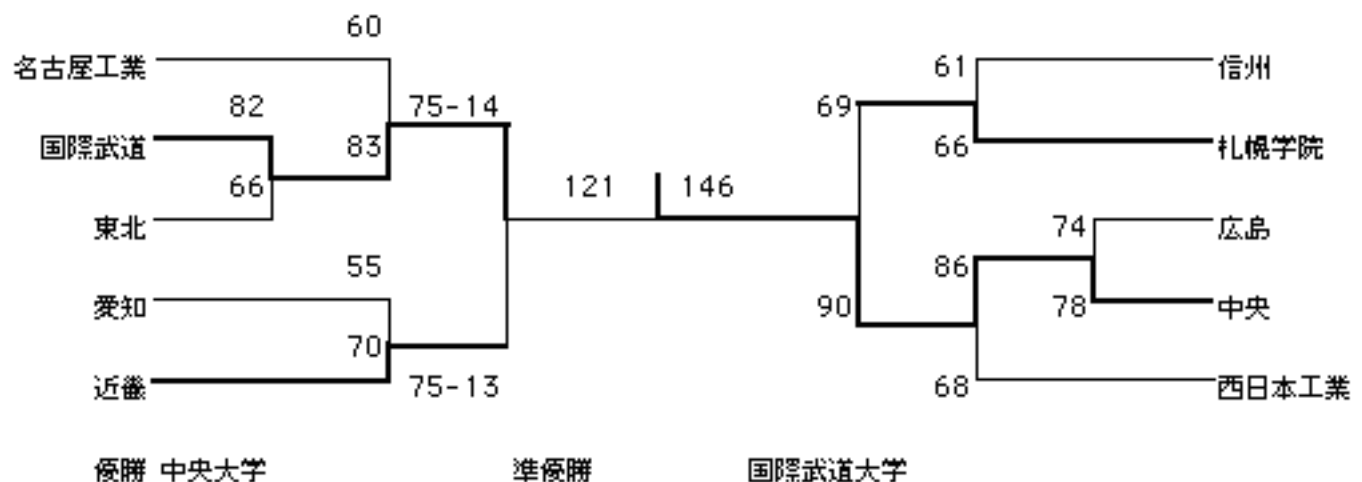 60
名古屋工業 61 信州
82 75-14 69
国際武道 83 66 札幌学院
66 121 146
東北 74 広島
55 86
愛知 90 78 中央
70
近畿 75-13 68 西日本工業
優勝 中央大学 準優勝 国際武道大学